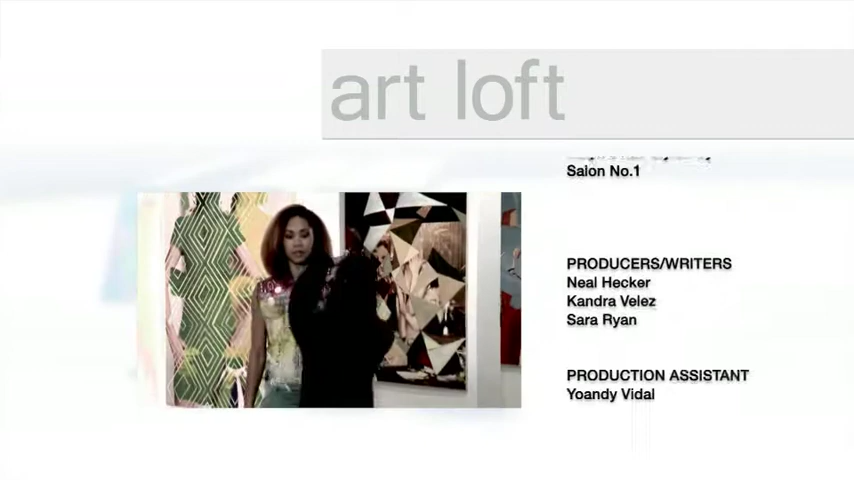 art loft
Salon No.1
PRODUCERS/WRITERS
Neal Hecker
Kandra Velez
Sara Ryan
PRODUCTION ASSISTANT
Yoandy Vidal